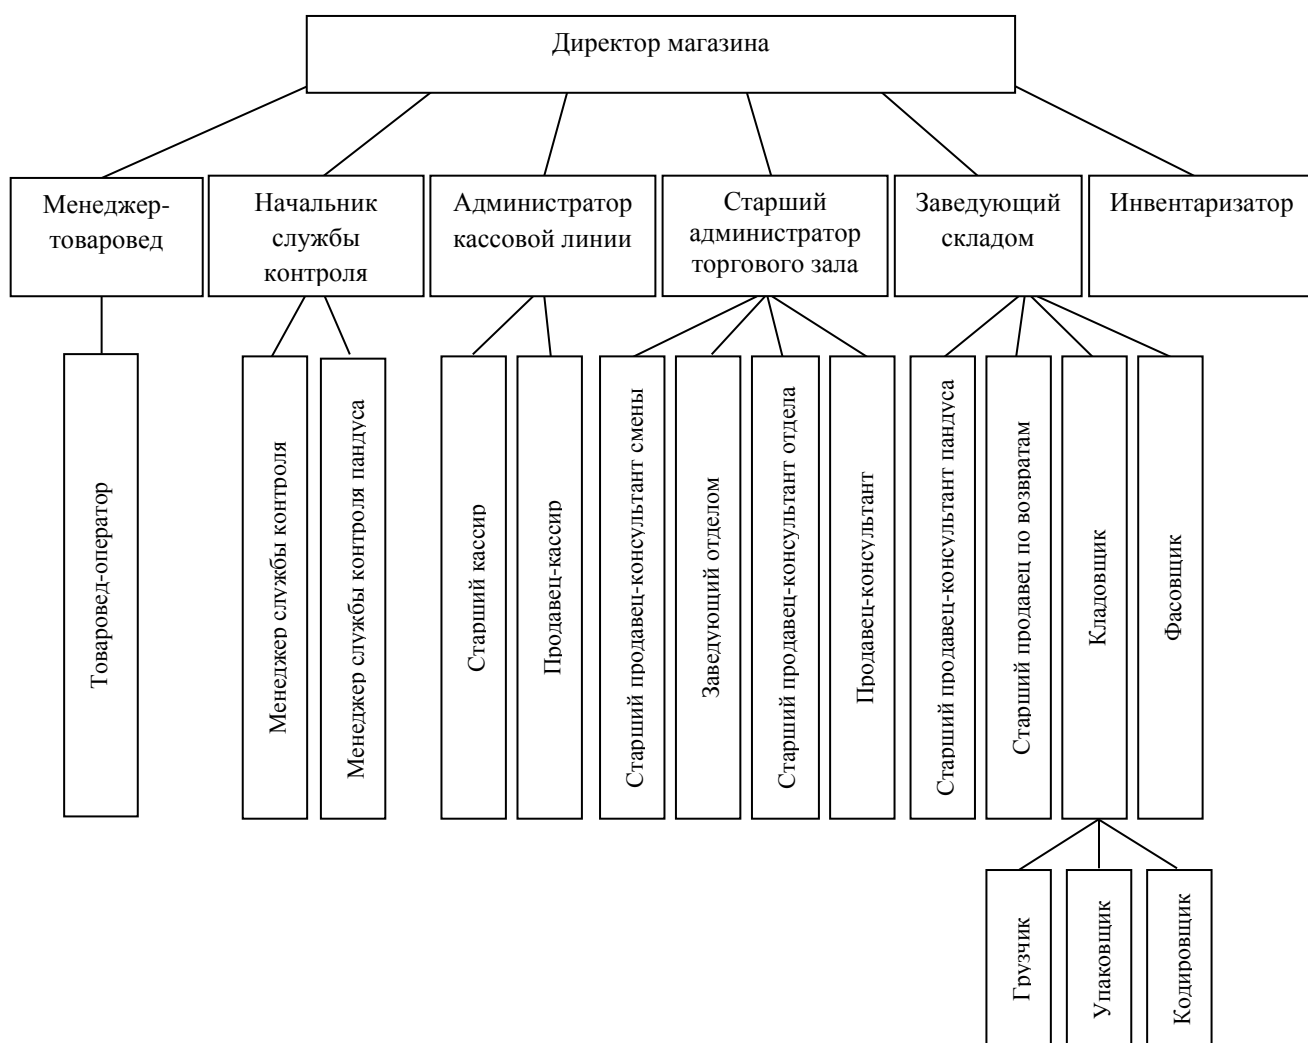 Директор магазина
Менеджер-
товаровед
Начальник
службы
контроля
Администратор
кассовой линии
Старший
администратор
торгового зала
Заведующий
складом
Инвентаризатор
Товаровед-оператор
Менеджер службы контроля
Менеджер службы контроля пандуса
Старший кассир
Продавец-кассир
Старший продавец-консультант смены
Заведующий отделом
Старший продавец-консультант отдела
Продавец-консультант
Старший продавец-консультант пандуса
Старший продавец по возвратам
Кладовщик
Фасовщик
Грузчик
Упаковщик
Кодировщик